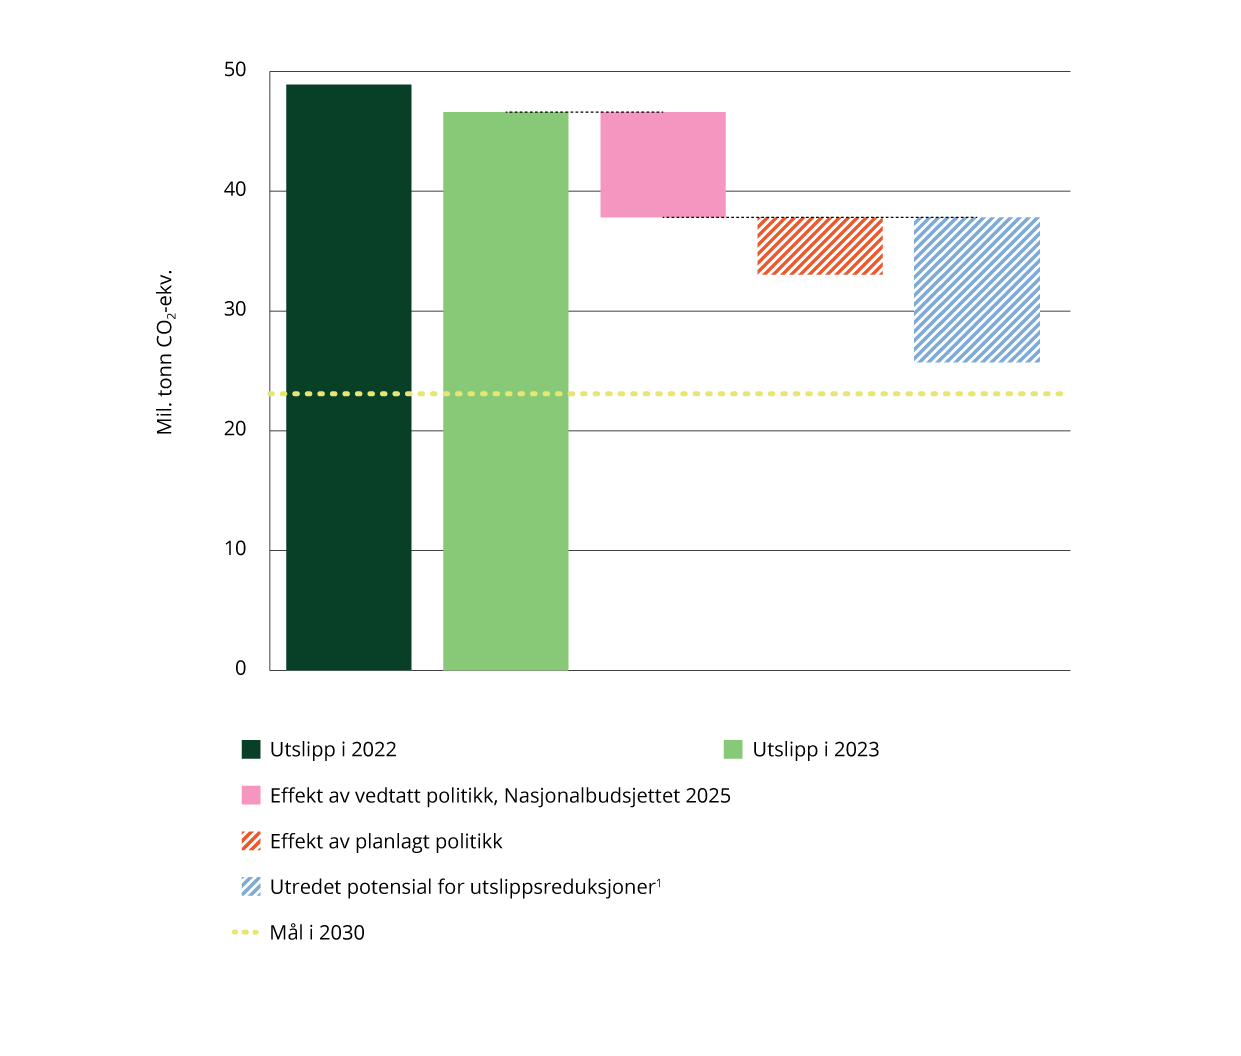 50
40
30
20
10
0
Mil. tonn CO₂-ekv.
Utslipp i 2022
Utslipp i 2023
Effekt av vedtatt politikk, Nasjonalbudsjettet 2025
Effekt av planlagt politikk
Utredet potensial for utslippsreduksjoner¹
Mål i 2030